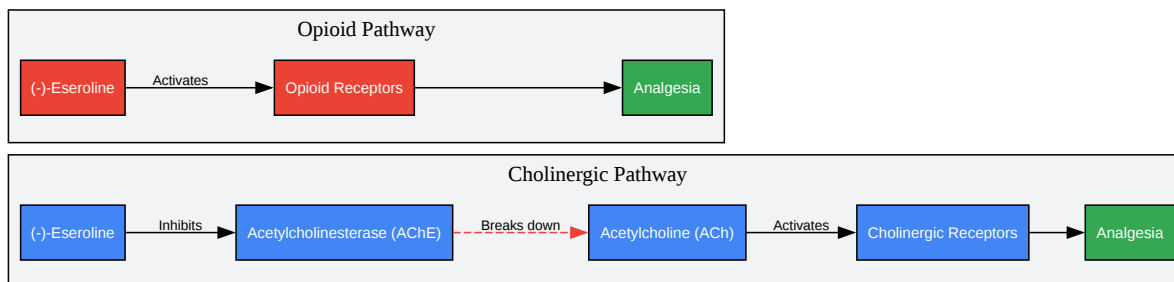 Opioid Pathway
(-)-Eseroline
Activates
Opioid Receptors
Analgesia
Cholinergic Pathway
(-)-Eseroline
Inhibits
Acetylcholinesterase (AChE)
Breaks down
Acetylcholine (ACh)
Activates
Cholinergic Receptors
Analgesia